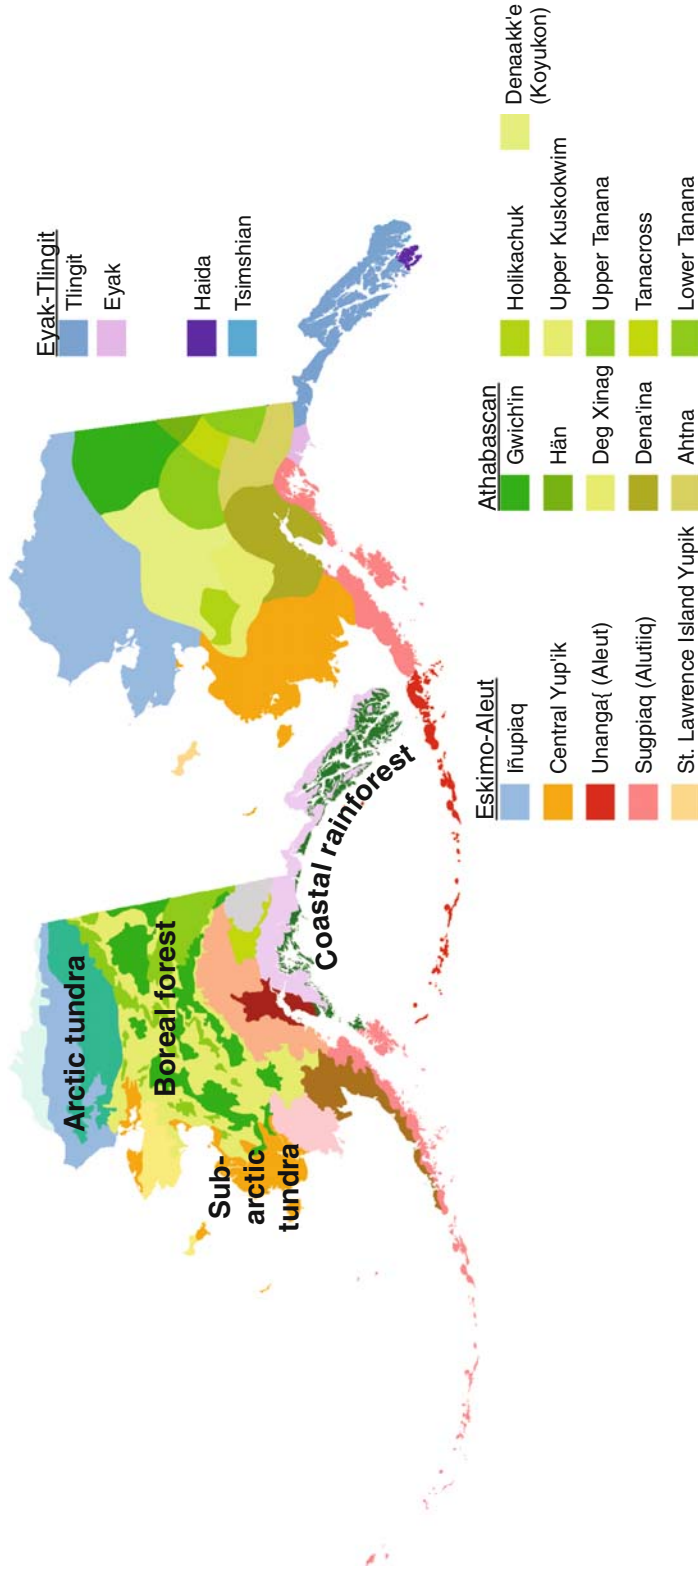 Arctic tundra
Boreal forest
Sub-
arctic
tundra
Coastal rainforest
Eyak-Tlingit
Tlingit
Eyak
Haida
Tsimshian
Eskimo-Aleut
Iñupiaq
Central Yup'ik
Unanga{ (Aleut)
Sugpiaq (Alutiiq)
St. Lawrence Island Yupik
Athabascan
Gwich'in
Hän
Deg Xinag
Dena'ina
Ahtna
Holikachuk
Upper Kuskokwim
Upper Tanana
Tanacross
Lower Tanana
Denaakk'e
(Koyukon)